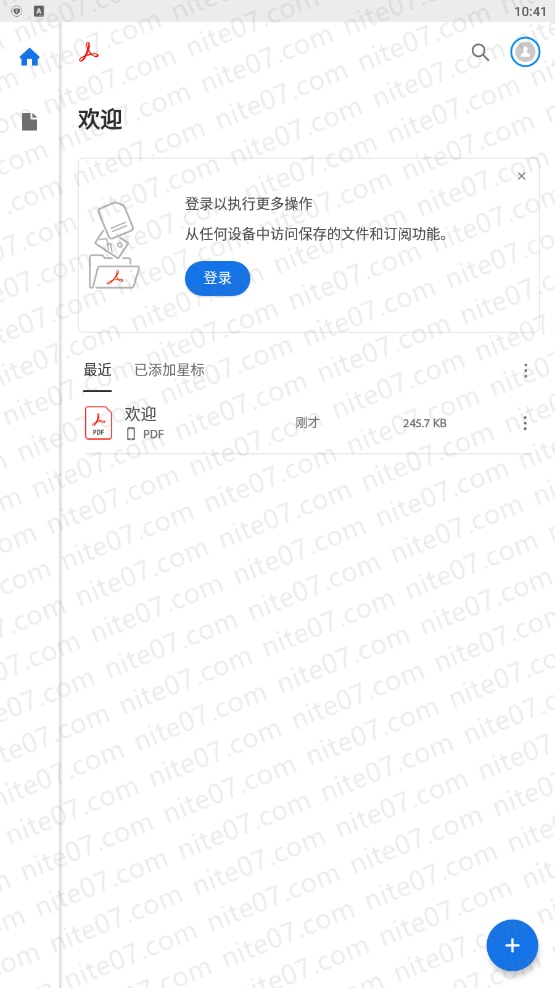 10:41
欢迎
登录以执行更多操作
从任何设备中访问保存的文件和订阅功能。
登录
最近 已添加星标
欢迎 刚才 245.7 KB
PDF PDF
nite07.com